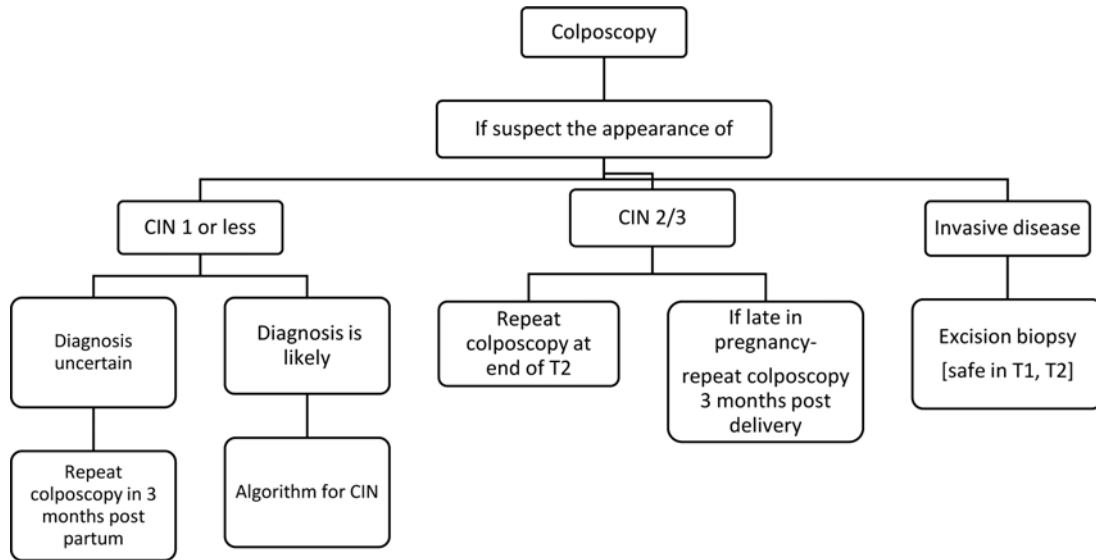 Colposcopy
If suspect the appearance of
CIN 1 or less
CIN 2/3
Invasive disease
Diagnosis
uncertain
Diagnosis is
likely
Repeat
colposcopy at
end of T2
If late in
pregnancy-
repeat colposcopy
3 months post
delivery
Excision biopsy
[safe in T1, T2]
Repeat
colposcopy in 3
months post
partum
Algorithm for CIN